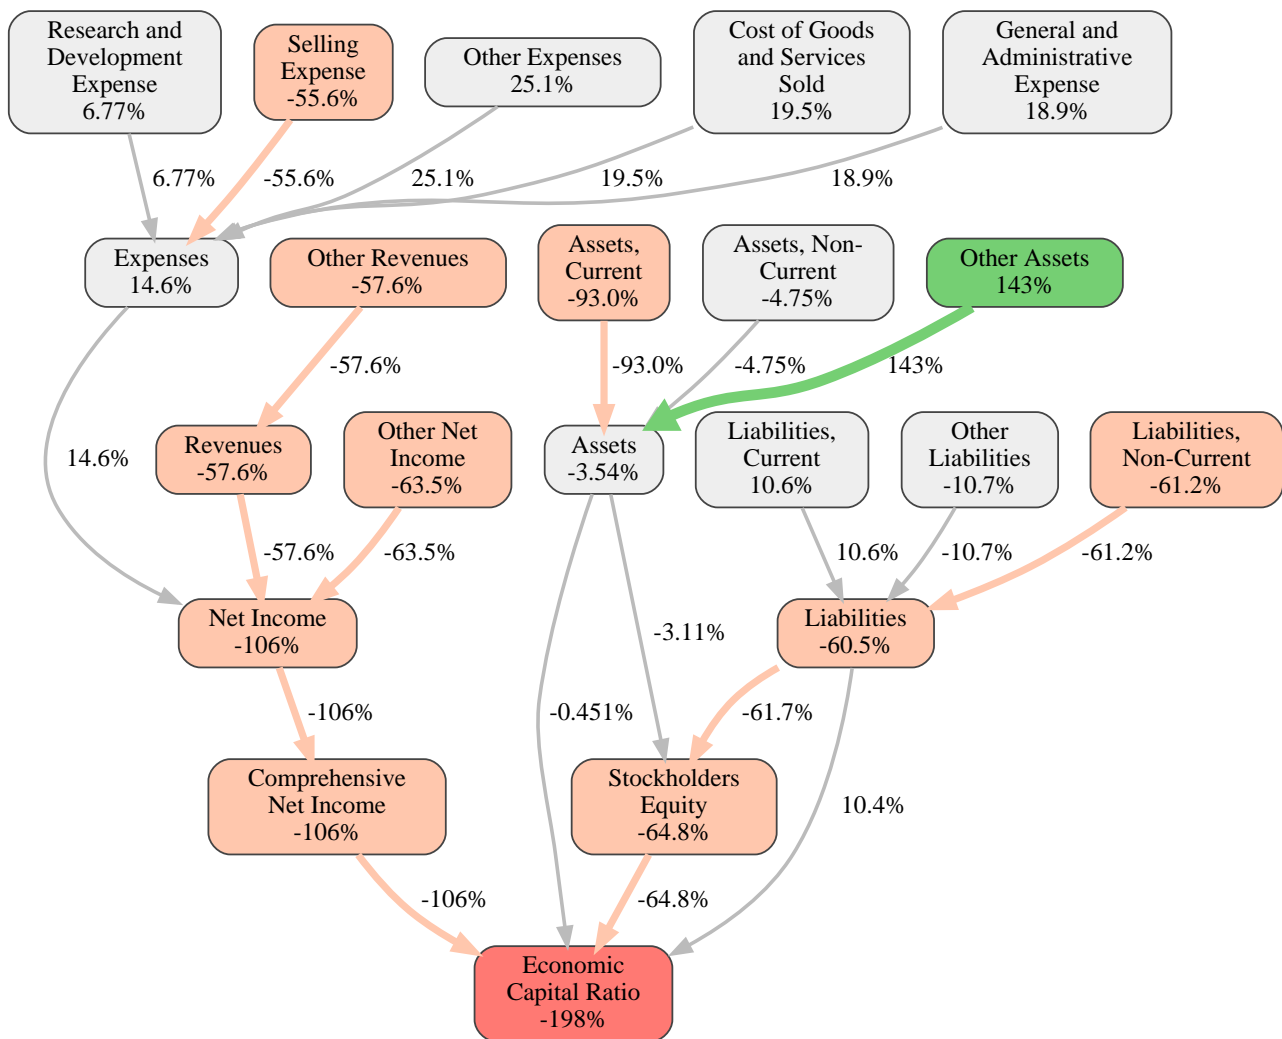 Research and
Development
Expense
6.77%
Selling
Expense
-55.6%
Other Expenses
25.1%
Cost of Goods
and Services
Sold
19.5%
General and
Administrative
Expense
18.9%
6.77%
-55.6%
25.1%
19.5%
18.9%
Expenses
14.6%
Other Revenues
-57.6%
Assets,
Current
-93.0%
Assets, Non-
Current
-4.75%
Other Assets
143%
-57.6%
-93.0%
-4.75%
143%
14.6%
Revenues
-57.6%
Other Net
Income
-63.5%
Assets
-3.54%
Liabilities,
Current
10.6%
Other
Liabilities
-10.7%
Liabilities,
Non-Current
-61.2%
-57.6%
-63.5%
10.6%
-10.7%
-61.2%
Net Income
-106%
-3.11%
Liabilities
-60.5%
-106%
-0.451%
-61.7%
Comprehensive
Net Income
-106%
Stockholders
Equity
-64.8%
10.4%
-106%
-64.8%
Economic
Capital Ratio
-198%